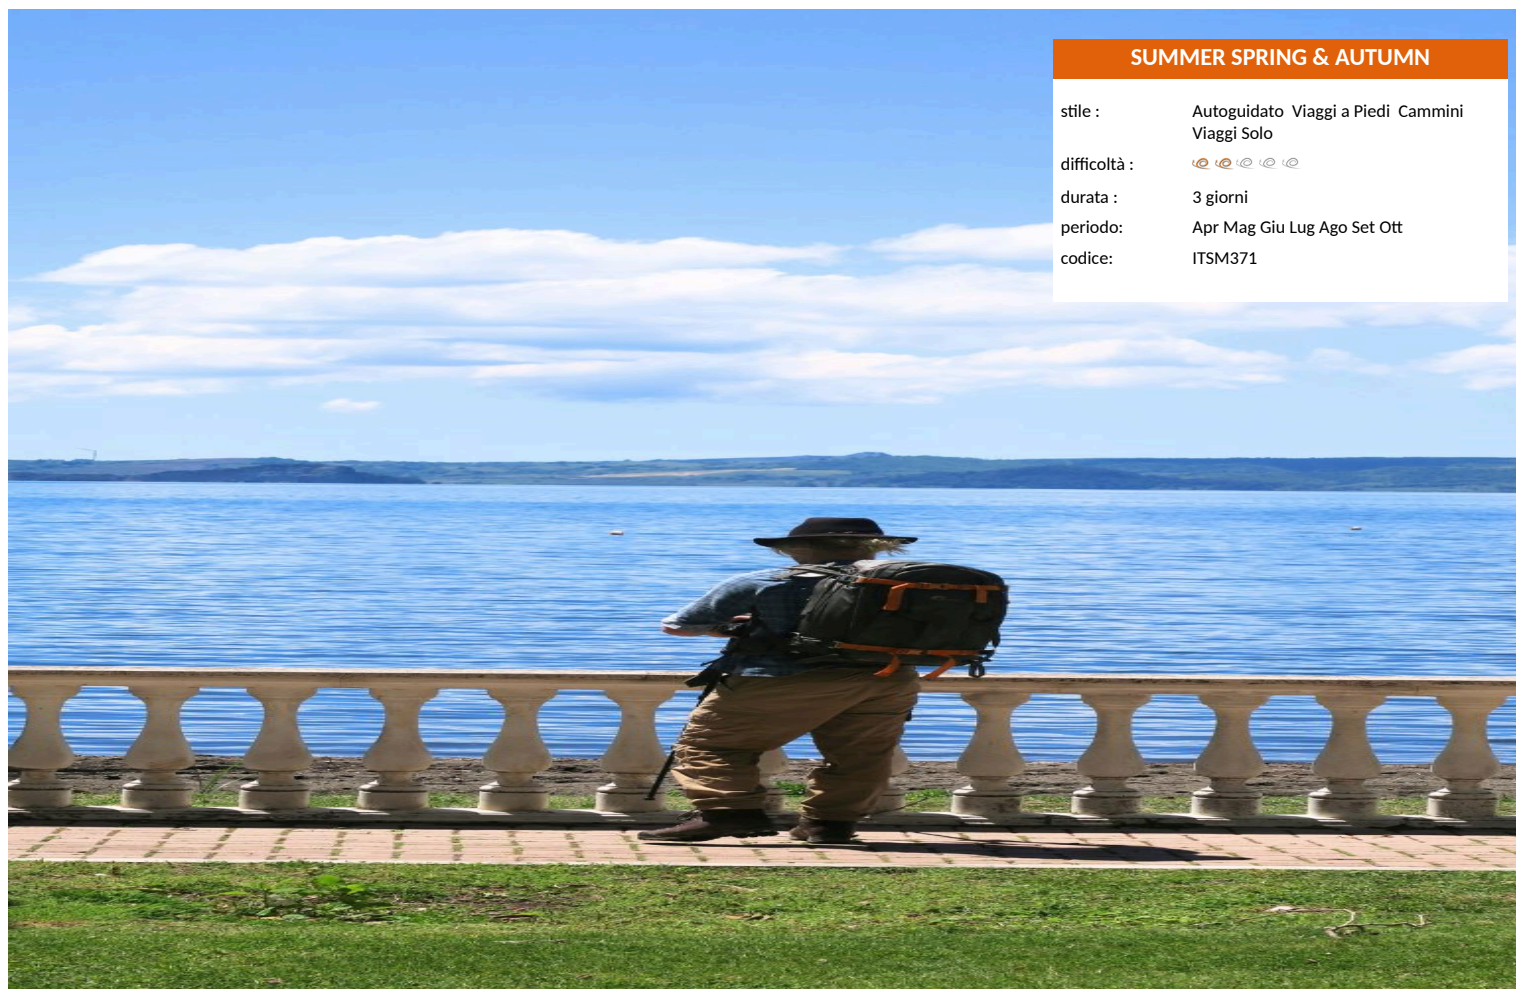 SUMMER SPRING & AUTUMN
stile : Autoguidato Viaggi a Piedi Cammini
Viaggi Solo
difficoltà :
durata : 3 giorni
periodo: Apr Mag Giu Lug Ago Set Ott
codice: ITSM371